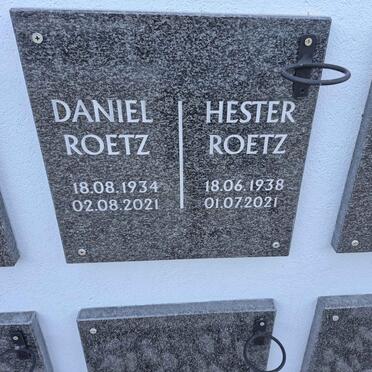 DANIEL
ROETZ
18.08.1934
02.08.2021
HESTER
ROETZ
18.06.1938
01.07.2021